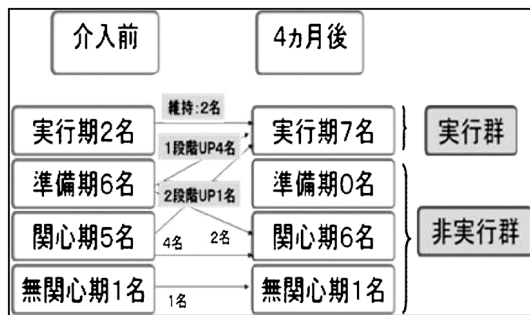 介入前
4ヵ月後
維持:2名
実行期2名
実行期7名
実行群
1段階UP4名
準備期6名
準備期0名
2段階UP1名
関心期5名
4名
2名
関心期6名
非実行群
無関心期1名
1名
無関心期1名